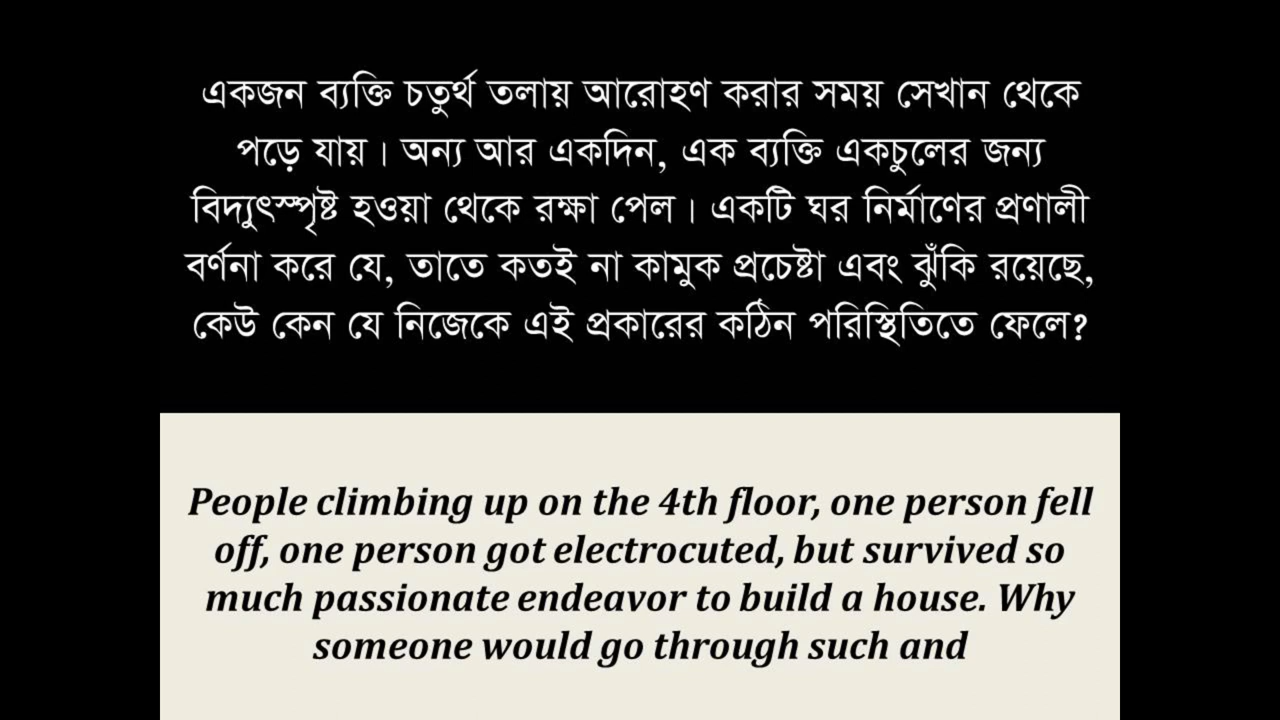 একজন ব্যক্তি চতুর্থ তলায় আরোহণ করার সময় সেখান থেকে
পড়ে যায়। অন্য আর একদিন, এক ব্যক্তি একচুলের জন্য
বিদ্যুৎস্পৃষ্ট হওয়া থেকে রক্ষা পেল। একটি ঘর নির্মাণের প্রণালী
বর্ণনা করে যে, তাতে কতই না কামুক প্রচেষ্টা এবং ঝুঁকি রয়েছে,
কেউ কেন যে নিজেকে এই প্রকারের কঠিন পরিস্থিতিতে ফেলে?
People climbing up on the 4th floor, one person fell
off, one person got electrocuted, but survived so
much passionate endeavor to build a house. Why
someone would go through such and